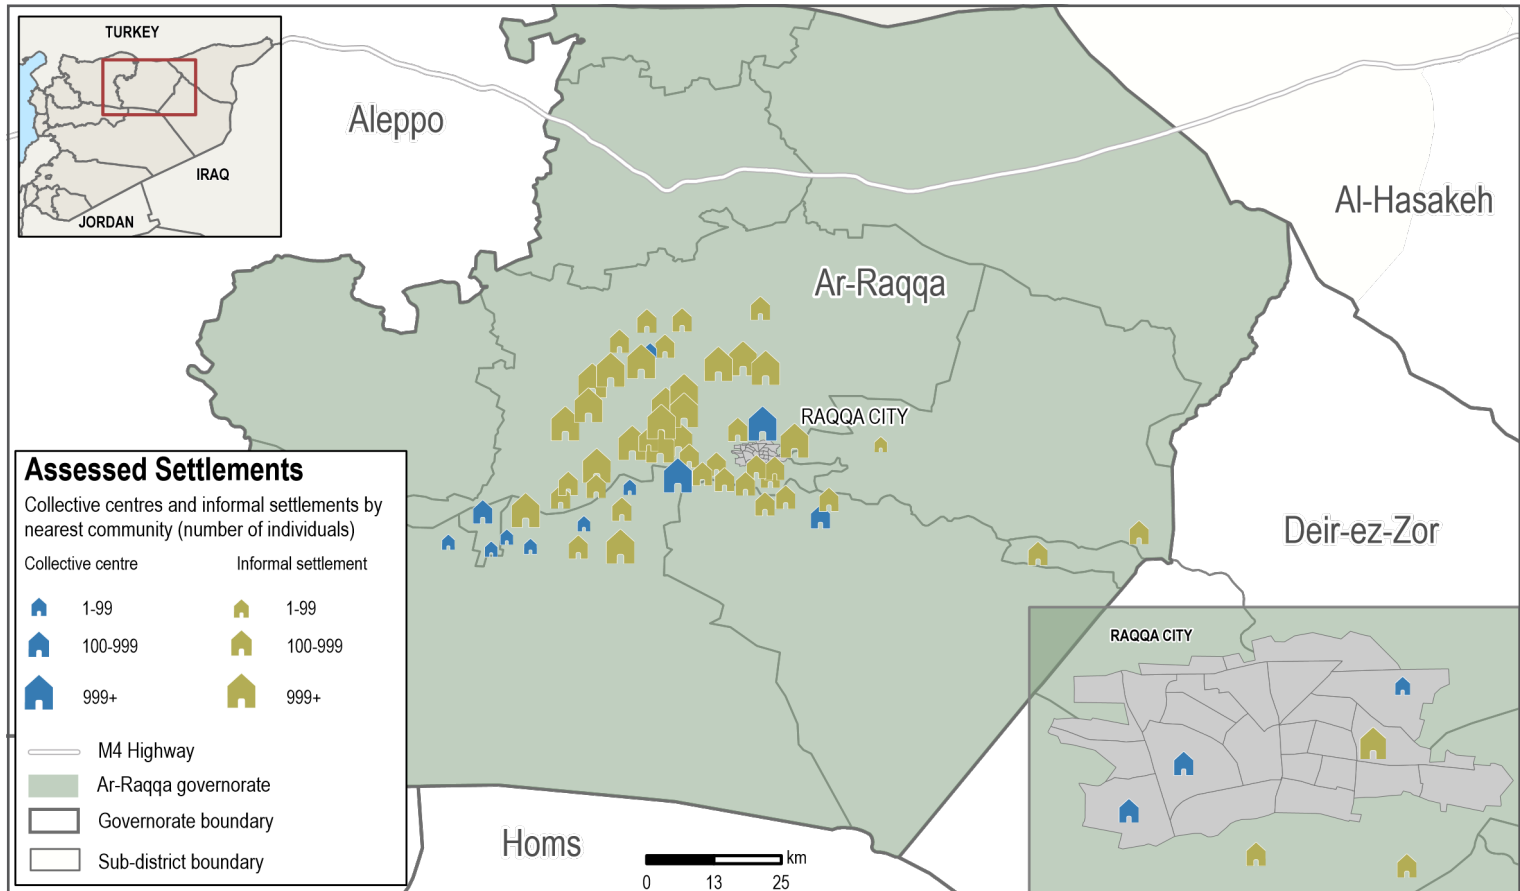 TURKEY
IRAQ
JORDAN
Aleppo
Al-Hasakeh
Ar-Raqqa
RAQQA CITY
Deir-ez-Zor
Homs
Assessed Settlements
Collective centres and informal settlements by
nearest community (number of individuals)
Collective centre Informal settlement
1-99 1-99
100-999 100-999
999+ 999+
M4 Highway
Ar-Raqqa governorate
Governorate boundary
Sub-district boundary
RAQQA CITY
km
0 13 25